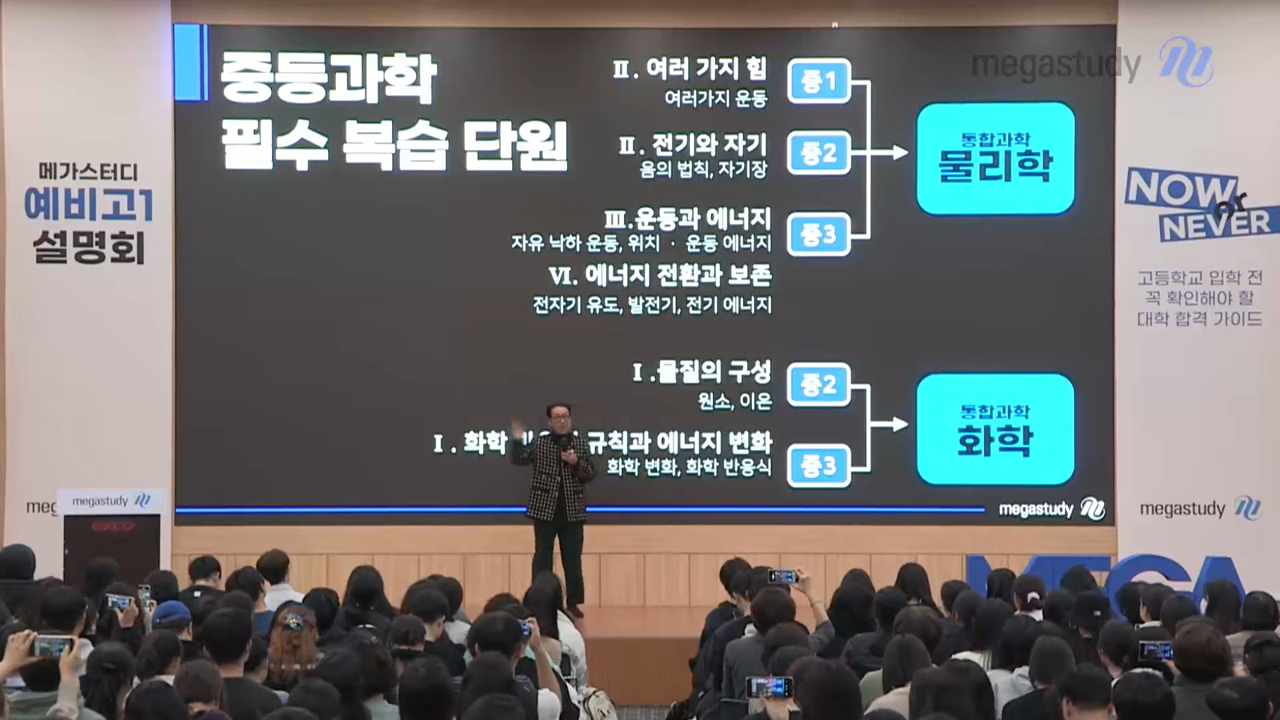 중등과학
필수 복습 단원
Ⅱ. 여러 가지 힘
여러가지 운동
중1
Ⅱ. 전기와 자기
옴의 법칙, 자기장
중2
Ⅲ.운동과 에너지
자유 낙하 운동, 위치 · 운동 에너지
중3
Ⅵ. 에너지 전환과 보존
전자기 유도, 발전기, 전기 에너지
통합과학
물리학
Ⅰ.물질의 구성
원소, 이온
중2
Ⅰ. 화학 규칙과 에너지 변화
화학 변화, 화학 반응식
중3
통합과학
화학
megastudy
megastudy
메가스터디
예비고1
설명회
meg
megastudy
NOW
or
NEVER
고등학교 입학 전
꼭 확인해야 할
대학 합격 가이드
megastudy
MEGA